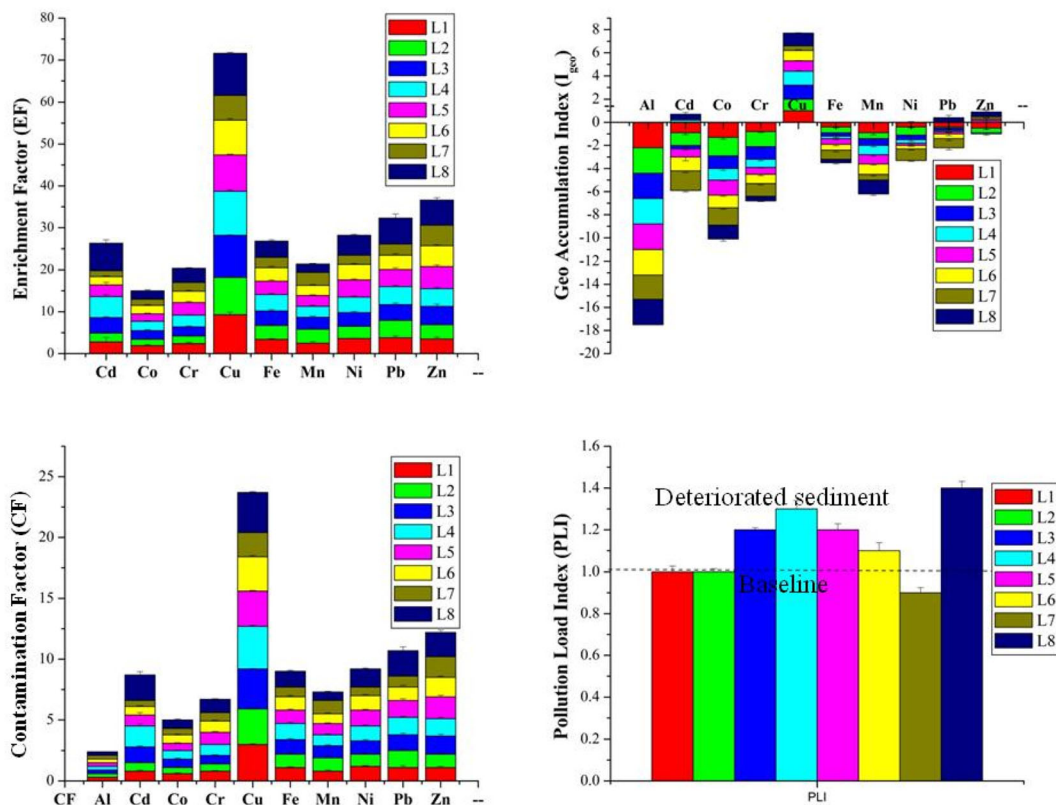 80
70
60
50
40
30
20
10
0
Enrichment Factor (EF)
L1
L2
L3
L4
L5
L6
L7
L8
Cd Co Cr Cu Fe Mn Ni Pb Zn --
8
6
4
2
0
-2
-4
-6
-8
-10
-12
-14
-16
-18
-20
Geo Accumulation Index (I_geo)
-- Al Cd Co Cr Cu Fe Mn Ni Pb Zn --
L1
L2
L3
L4
L5
L6
L7
L8
25
20
15
10
5
0
Contamination Factor (CF)
L1
L2
L3
L4
L5
L6
L7
L8
CF Al Cd Co Cr Cu Fe Mn Ni Pb Zn --
1.6
1.4
1.2
1.0
0.8
0.6
0.4
0.2
0.0
Pollution Load Index (PLI)
Deteriorated sediment
Baseline
L1
L2
L3
L4
L5
L6
L7
L8
PLI